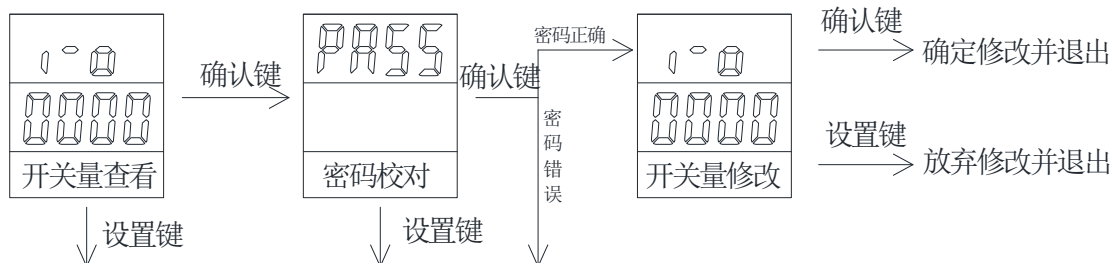 i-o
0000
开关量查看
确认键
设置键
PASS
密码校对
确认键
设置键
密码正确
密码错误
i-o
0000
开关量修改
确认键
确定修改并退出
设置键
放弃修改并退出